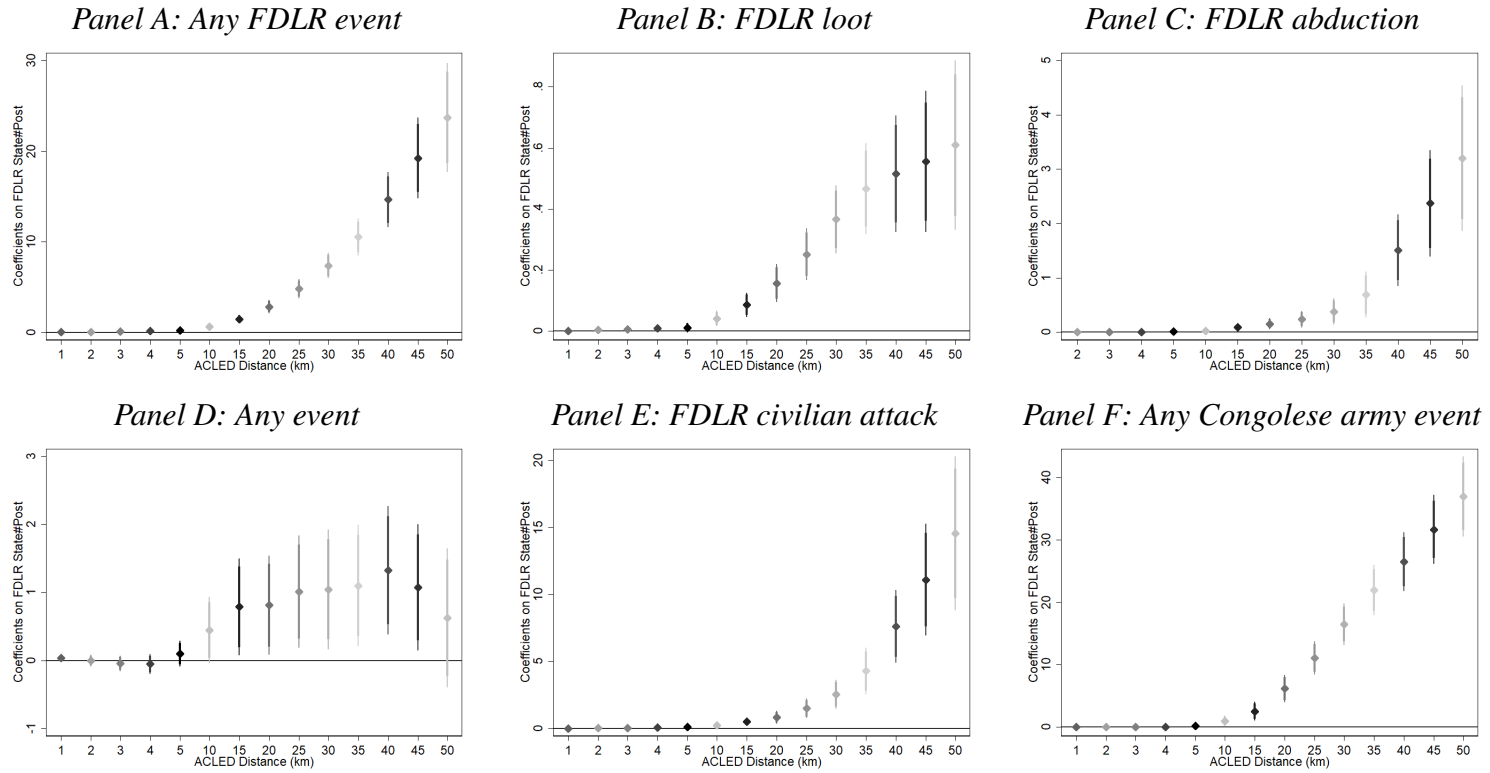 Panel A: Any FDLR event
Coefficients on FDLR State#Post
0 10 20 30
1 2 3 4 5 10 15 20 25 30 35 40 45 50
ACLED Distance (km)
Panel B: FDLR loot
Coefficients on FDLR State#Post
0 .2 .4 .6 .8
1 2 3 4 5 10 15 20 25 30 35 40 45 50
ACLED Distance (km)
Panel C: FDLR abduction
Coefficients on FDLR State#Post
0 1 2 3 4 5
2 3 4 5 10 15 20 25 30 35 40 45 50
ACLED Distance (km)
Panel D: Any event
Coefficients on FDLR State#Post
-1 0 1 2 3
1 2 3 4 5 10 15 20 25 30 35 40 45 50
ACLED Distance (km)
Panel E: FDLR civilian attack
Coefficients on FDLR State#Post
0 5 10 15 20
1 2 3 4 5 10 15 20 25 30 35 40 45 50
ACLED Distance (km)
Panel F: Any Congolese army event
Coefficients on FDLR State#Post
0 10 20 30 40
1 2 3 4 5 10 15 20 25 30 35 40 45 50
ACLED Distance (km)